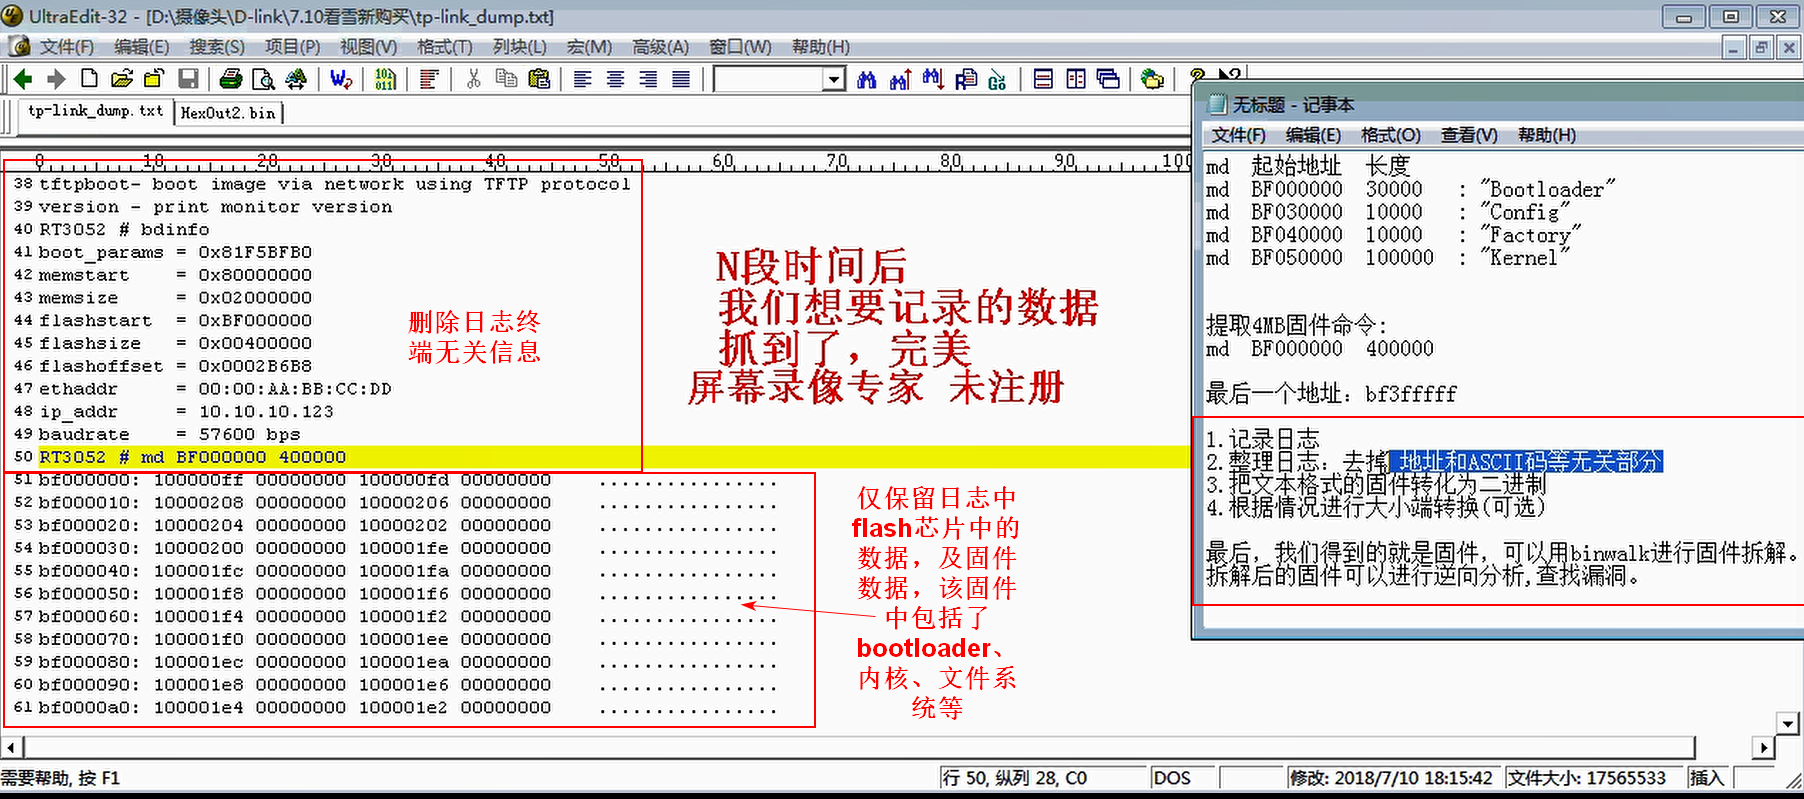 UltraEdit-32 - [D:\摄像头\D-link\7.10看雪新购买\tp-link_dump.txt]
文件(F) 编辑(E) 搜索(S) 项目(P) 视图(V) 格式(T) 列块(L) 宏(M) 高级(A) 窗口(W) 帮助(H)
tp-link_dump.txt HexOut2.bin
0 10 20 30 40 50 60 70 80 90 100
38 tftpboot- boot image via network using TFTP protocol
39 version - print monitor version
40 RT3052 # bdinfo
41 boot_params = 0x81F5BFB0
42 memstart = 0x80000000
43 memsize = 0x02000000
44 flashstart = 0xBF000000
45 flashsize = 0x00400000
46 flashoffset = 0x0002B6B8
47 ethaddr = 00:00:AA:BB:CC:DD
48 ip_addr = 10.10.10.123
49 baudrate = 57600 bps
50 RT3052 # md BF000000 400000
51 bf000000: 100000ff 00000000 100000fd 00000000 ................
52 bf000010: 10000208 00000000 10000206 00000000 ................
53 bf000020: 10000204 00000000 10000202 00000000 ................
54 bf000030: 10000200 00000000 100001fe 00000000 ................
55 bf000040: 100001fc 00000000 100001fa 00000000 ................
56 bf000050: 100001f8 00000000 100001f6 00000000 ................
57 bf000060: 100001f4 00000000 100001f2 00000000 ................
58 bf000070: 100001f0 00000000 100001ee 00000000 ................
59 bf000080: 100001ec 00000000 100001ea 00000000 ................
60 bf000090: 100001e8 00000000 100001e6 00000000 ................
61 bf0000a0: 100001e4 00000000 100001e2 00000000 ................
删除日志终
端无关信息
N段时间后
我们想要记录的数据
抓到了，完美
屏幕录像专家 未注册
仅保留日志中
flash芯片中的
数据，及固件
数据，该固件
中包括了
bootloader、
内核、文件系
统等
无标题 - 记事本
文件(F) 编辑(E) 格式(O) 查看(V) 帮助(H)
md 起始地址 长度
md BF000000 30000 : "Bootloader"
md BF030000 10000 : "Config"
md BF040000 10000 : "Factory"
md BF050000 100000 : "Kernel"
提取4MB固件命令:
md BF000000 400000
最后一个地址: bf3fffff
1.记录日志
2.整理日志: 去掉 地址和ASCII码等无关部分
3.把文本格式的固件转化为二进制
4.根据情况进行大小端转换(可选)
最后，我们得到的就是固件，可以用binwalk进行固件拆解。
拆解后的固件可以进行逆向分析,查找漏洞。
需要帮助, 按 F1 行 50, 纵列 28, C0 DOS 修改: 2018/7/10 18:15:42 文件大小: 17565533 插入